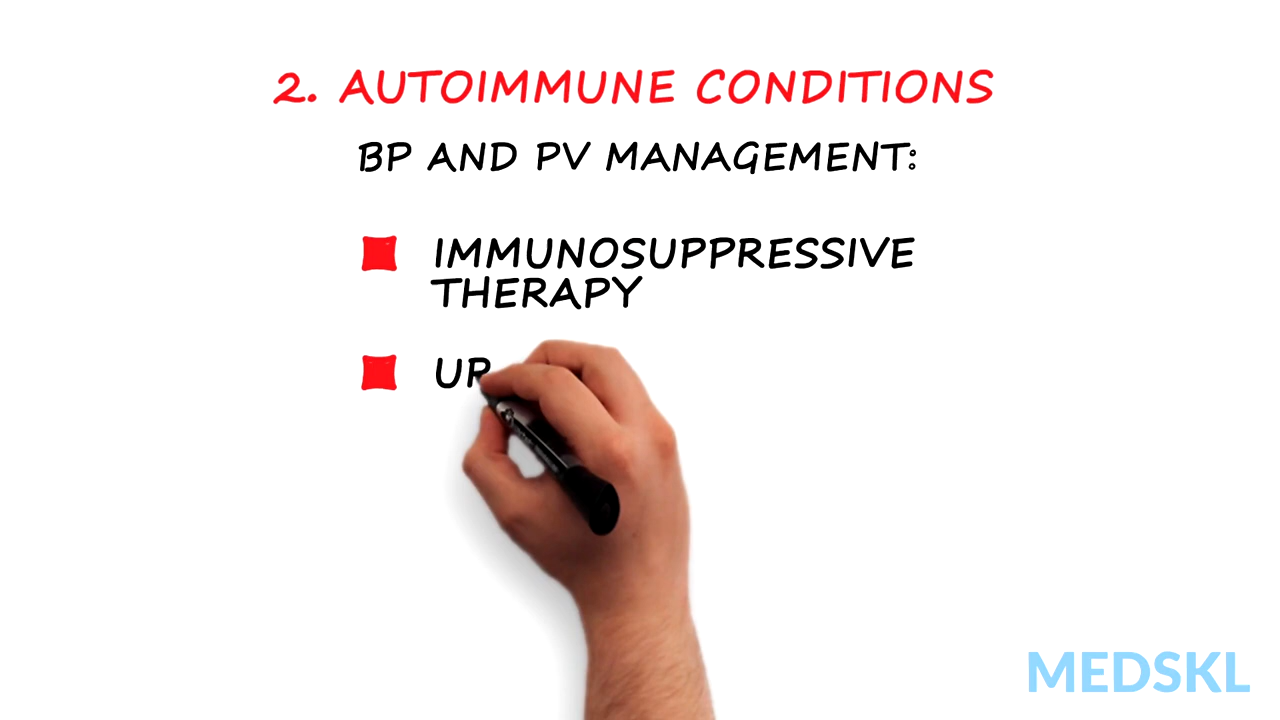 2. AUTOIMMUNE CONDITIONS
BP AND PV MANAGEMENT:
IMMUNOSUPPRESSIVE
THERAPY
UR
MEDSKL